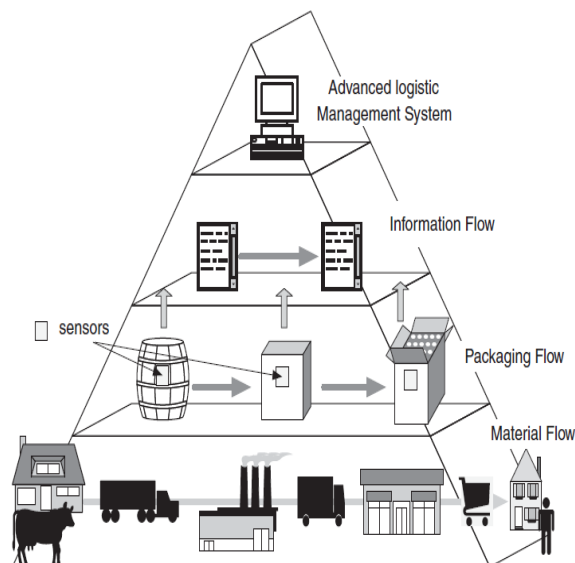 Advanced logistic
Management System
Information Flow
sensors
Packaging Flow
Material Flow